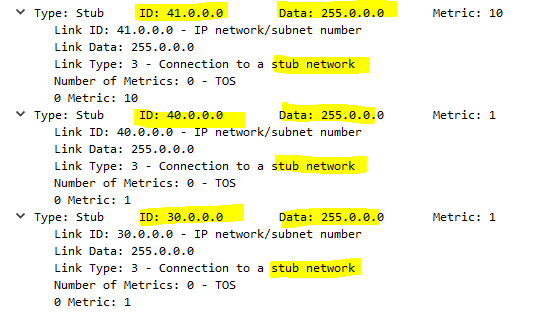 Type: Stub ID: 41.0.0.0 Data: 255.0.0.0 Metric: 10
Link ID: 41.0.0.0 - IP network/subnet number
Link Data: 255.0.0.0
Link Type: 3 - Connection to a stub network
Number of Metrics: 0 - TOS
0 Metric: 10
Type: Stub ID: 40.0.0.0 Data: 255.0.0.0 Metric: 1
Link ID: 40.0.0.0 - IP network/subnet number
Link Data: 255.0.0.0
Link Type: 3 - Connection to a stub network
Number of Metrics: 0 - TOS
0 Metric: 1
Type: Stub ID: 30.0.0.0 Data: 255.0.0.0 Metric: 1
Link ID: 30.0.0.0 - IP network/subnet number
Link Data: 255.0.0.0
Link Type: 3 - Connection to a stub network
Number of Metrics: 0 - TOS
0 Metric: 1